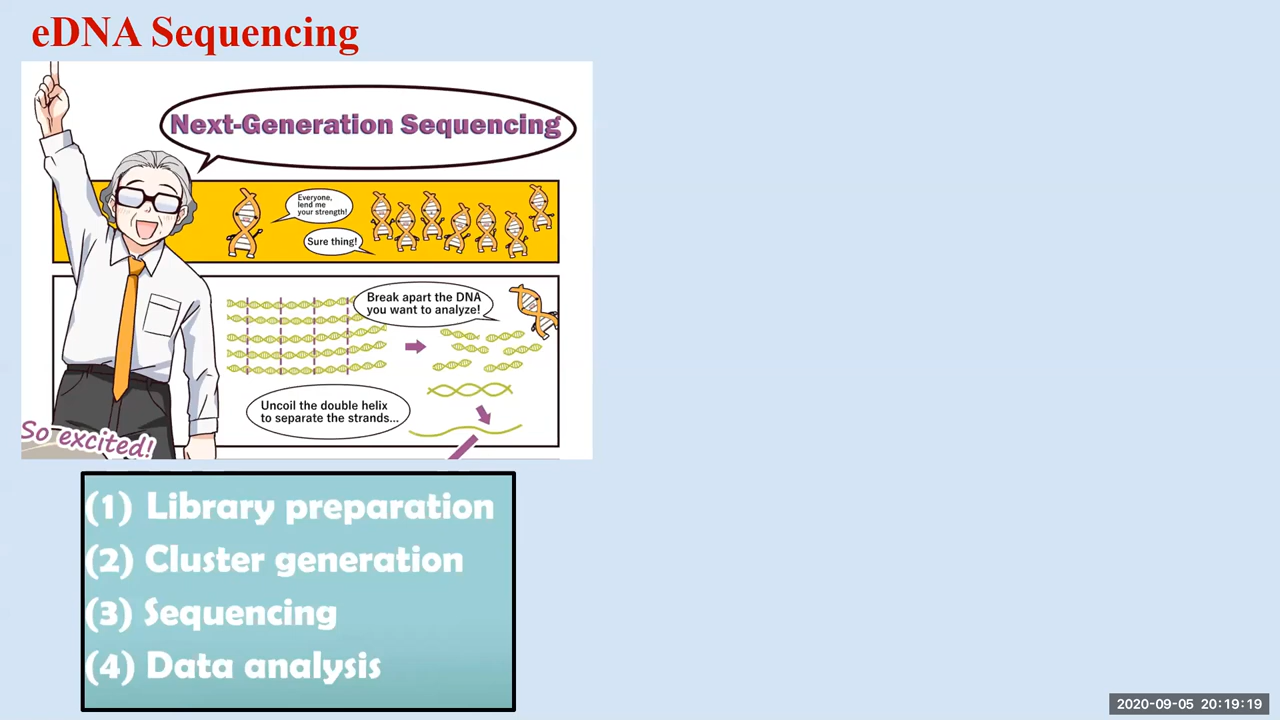 eDNA Sequencing
Next-Generation Sequencing
Everyone,
lend me
your strength!
Sure thing!
Break apart the DNA
you want to analyze!
Uncoil the double helix
to separate the strands...
So excited!
(1) Library preparation
(2) Cluster generation
(3) Sequencing
(4) Data analysis
2020-09-05 20:19:19